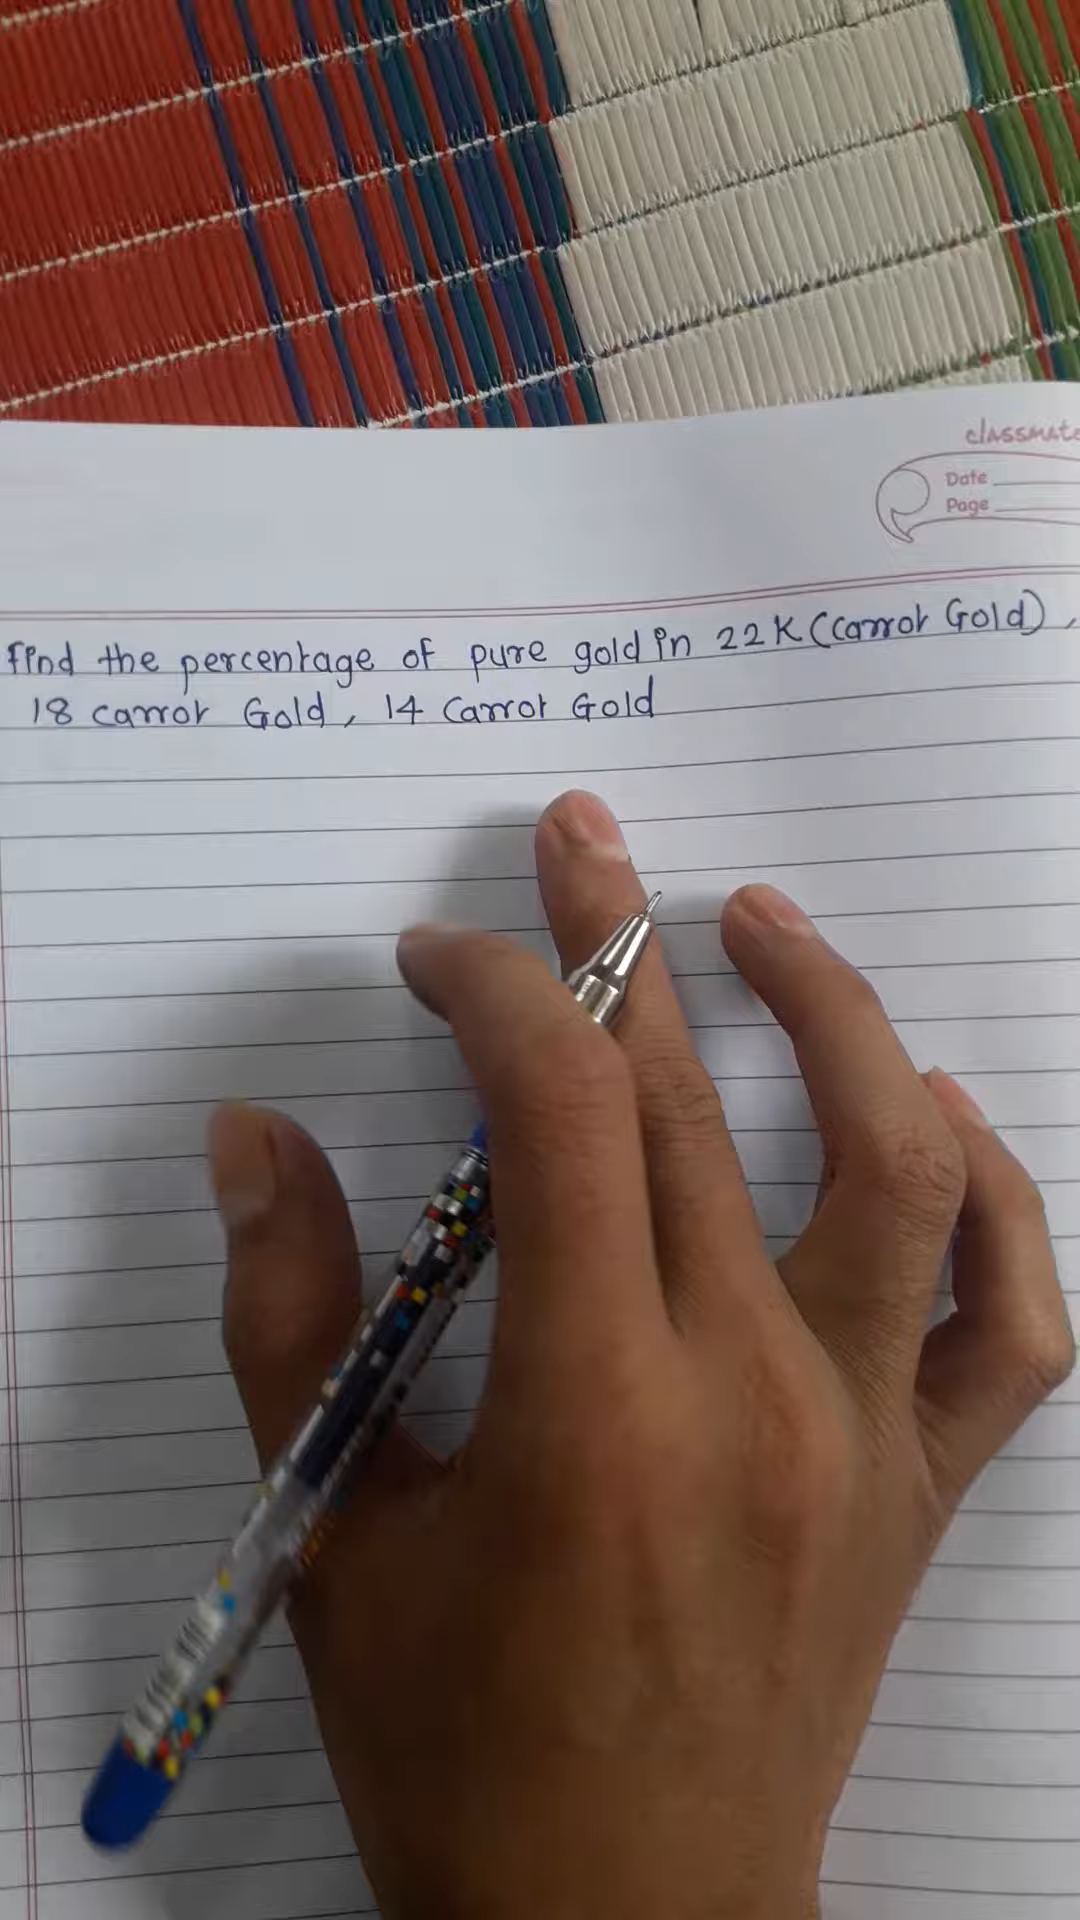 classmate
Date
Page
Find the percentage of pure gold in 22K (Carrot Gold),
18 carrot Gold, 14 Carrot Gold